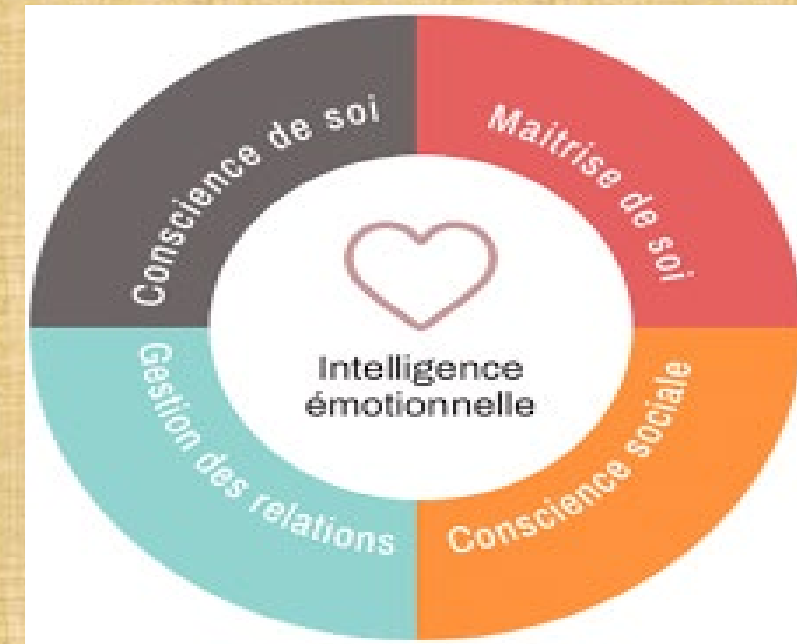 Conscience de soi
Maitrise de soi
Intelligence
émotionnelle
Gestion des relations
Conscience sociale